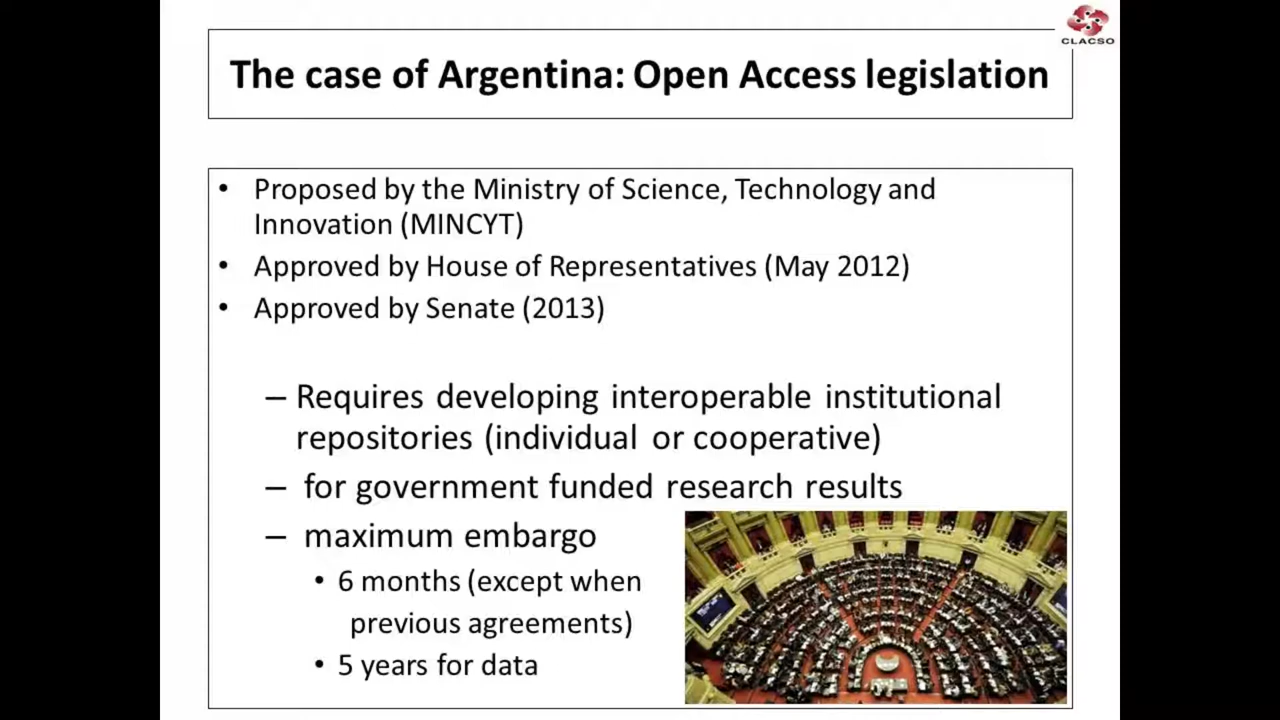 CLACSO
The case of Argentina: Open Access legislation
• Proposed by the Ministry of Science, Technology and
Innovation (MINCYT)
• Approved by House of Representatives (May 2012)
• Approved by Senate (2013)
– Requires developing interoperable institutional
repositories (individual or cooperative)
– for government funded research results
– maximum embargo
• 6 months (except when
previous agreements)
• 5 years for data